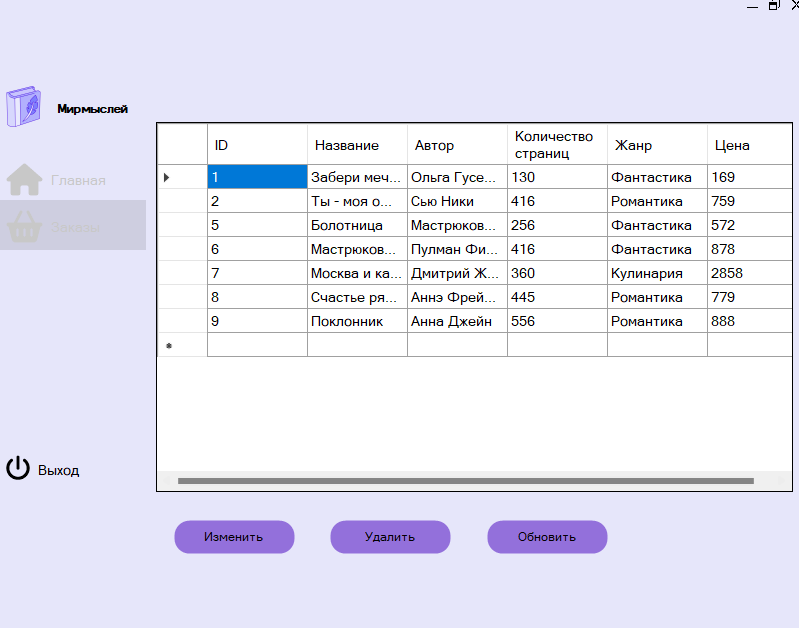 Мирмыслей
Главная
Заказы
Выход
ID Название Автор Количество страниц Жанр Цена
1 Забери меч... Ольга Гусе... 130 Фантастика 169
2 Ты - моя о... Сью Ники 416 Романтика 759
5 Болотница Мастрюков... 256 Фантастика 572
6 Мастрюков... Пулман Фи... 416 Фантастика 878
7 Москва и ка... Дмитрий Ж... 360 Кулинария 2858
8 Счастье ря... Аннэ Фрей... 445 Романтика 779
9 Поклонник Анна Джейн 556 Романтика 888
Изменить Удалить Обновить